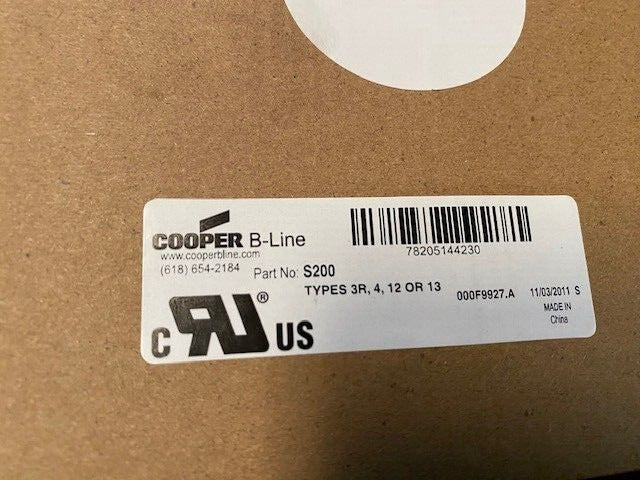 COOPER B-Line
www.cooperbline.com
(618) 654-2184
78205144230
Part No: S200
TYPES 3R, 4, 12 OR 13
000F9927.A
11/03/2011 S
MADE IN
China
C RU ® US